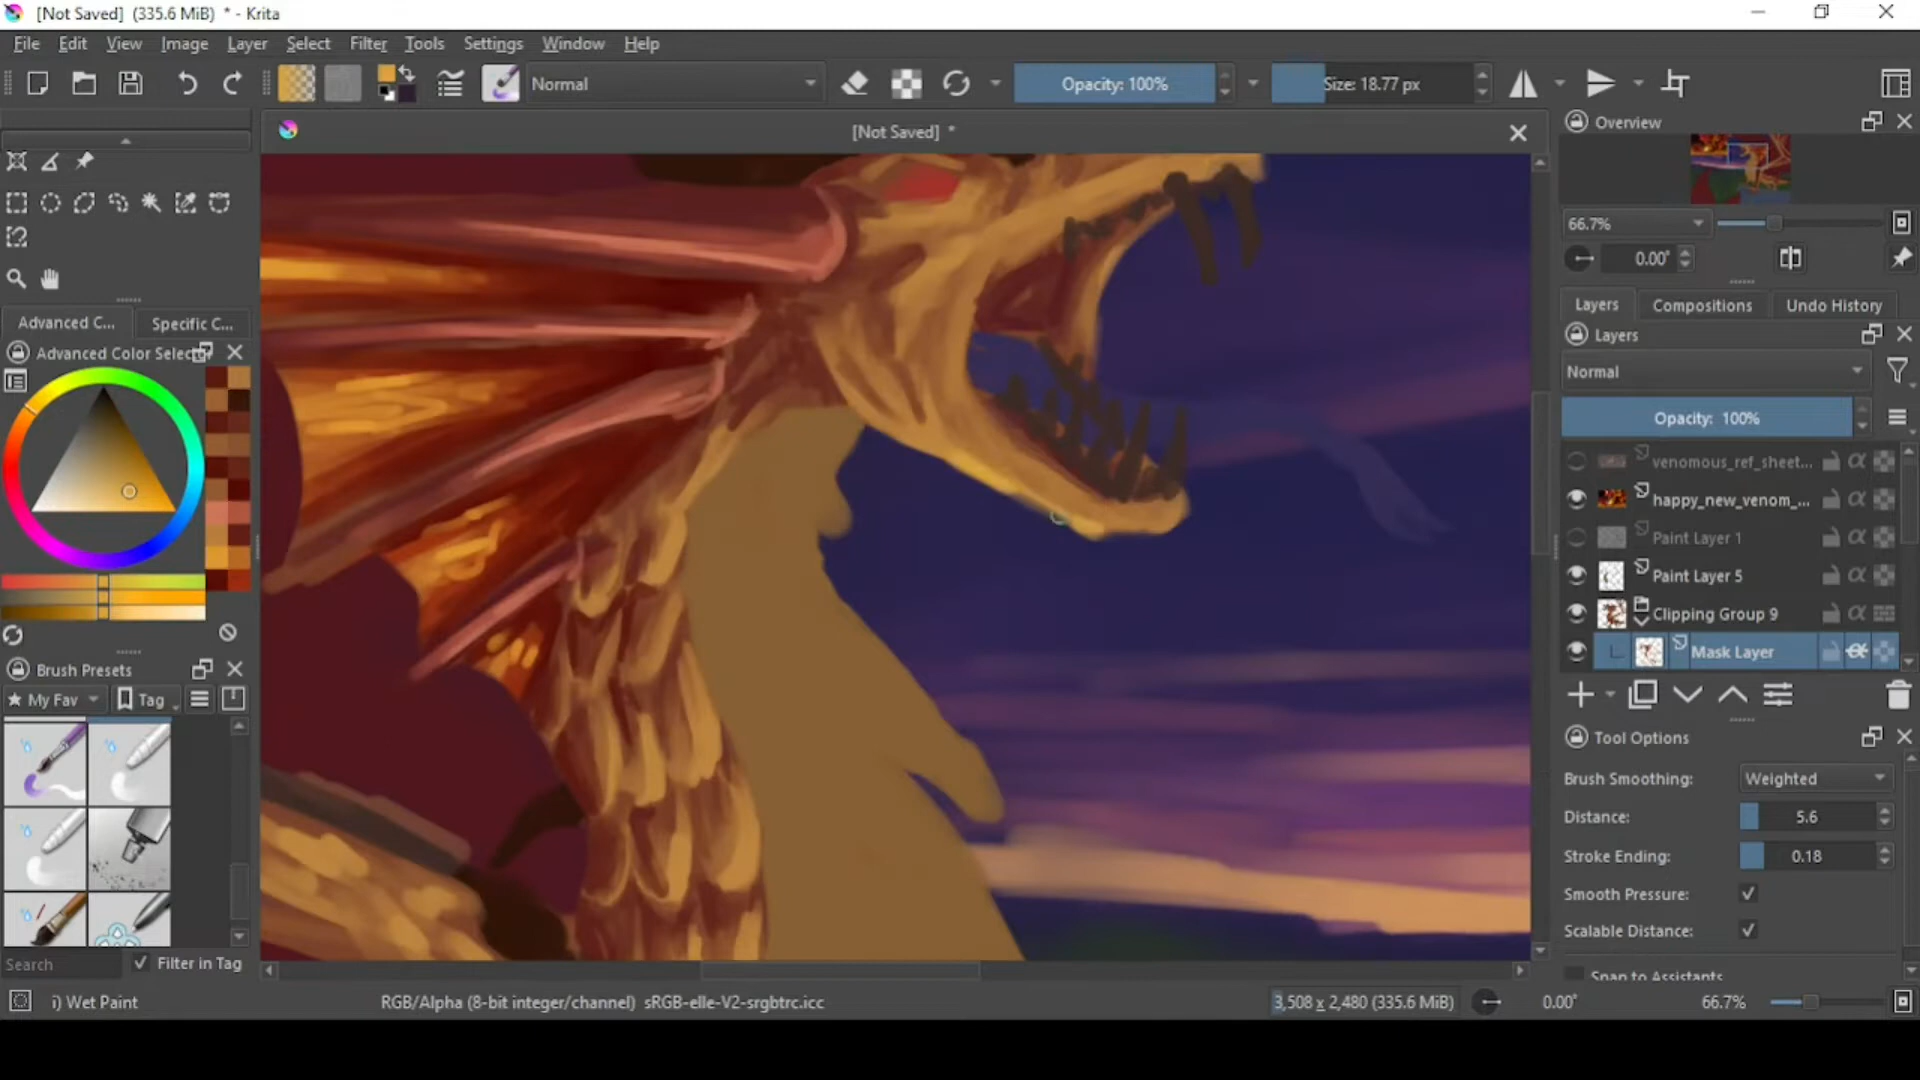 [Not Saved] (335.6 MiB) * - Krita
File Edit View Image Layer Select Filter Tools Settings Window Help
Normal
Opacity: 100%
Size: 18.77 px
[Not Saved] *
Overview
66.7%
0.00°
Advanced C... Specific C...
Advanced Color Selec
Layers Compositions Undo History
Layers
Normal
Opacity: 100%
venomous_ref_sheet...
happy_new_venom_...
Paint Layer 1
Paint Layer 5
Clipping Group 9
Mask Layer
Brush Presets
My Fav Tag
Search
Filter in Tag
Tool Options
Brush Smoothing: Weighted
Distance: 5.6
Stroke Ending: 0.18
Smooth Pressure:
Scalable Distance:
Snap to Assistants
i) Wet Paint
RGB/Alpha (8-bit integer/channel) sRGB-elle-V2-srgbtrc.icc
3,508 x 2,480 (335.6 MiB)
0.00°
66.7%